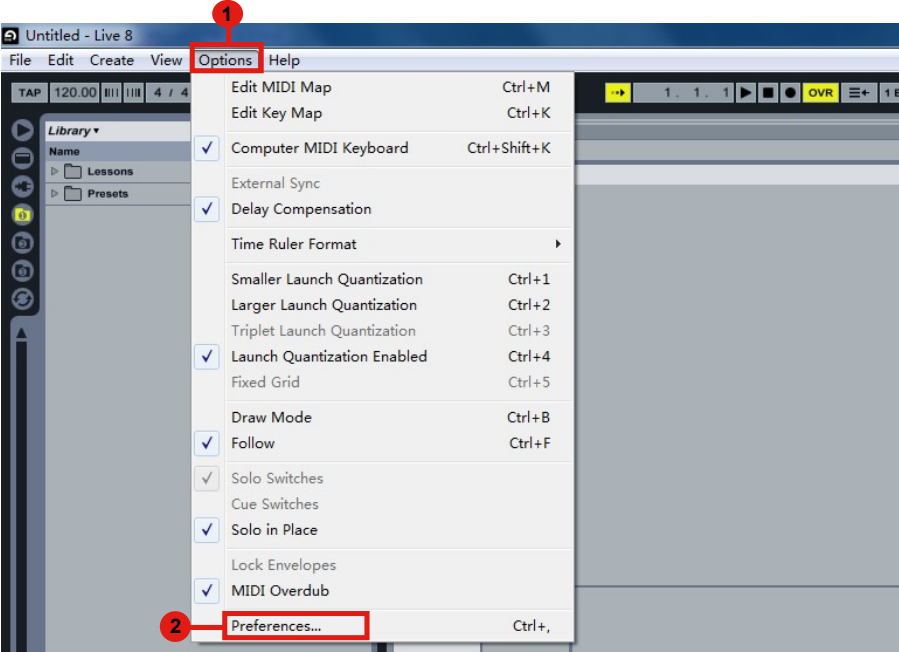 1
Untitled - Live 8
File Edit Create View Options Help
TAP 120.00 4 / 4 1. 1. 1 OVR
Library
Name
Lessons
Presets
Edit MIDI Map Ctrl+M
Edit Key Map Ctrl+K
Computer MIDI Keyboard Ctrl+Shift+K
External Sync
Delay Compensation
Time Ruler Format
Smaller Launch Quantization Ctrl+1
Larger Launch Quantization Ctrl+2
Triplet Launch Quantization Ctrl+3
Launch Quantization Enabled Ctrl+4
Fixed Grid Ctrl+5
Draw Mode Ctrl+B
Follow Ctrl+F
Solo Switches
Cue Switches
Solo in Place
Lock Envelopes
MIDI Overdub
2 Preferences... Ctrl+,